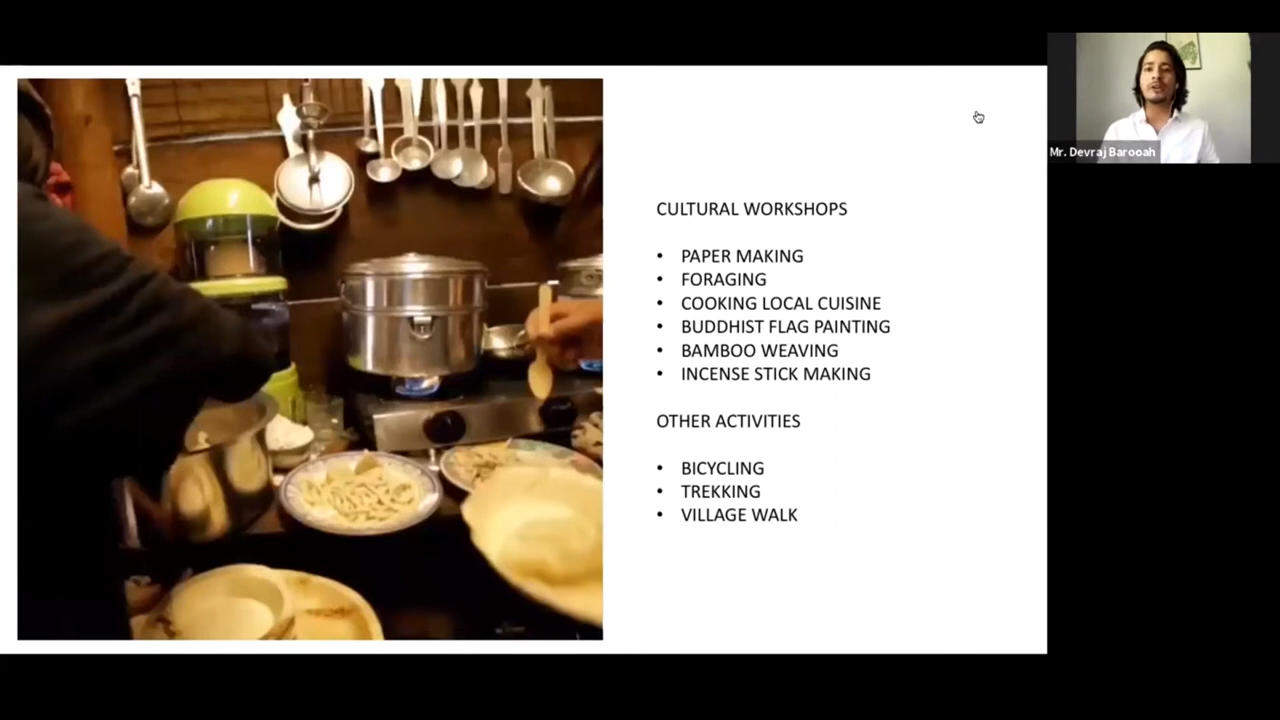 Mr. Devraj Barooah
CULTURAL WORKSHOPS
• PAPER MAKING
• FORAGING
• COOKING LOCAL CUISINE
• BUDDHIST FLAG PAINTING
• BAMBOO WEAVING
• INCENSE STICK MAKING
OTHER ACTIVITIES
• BICYCLING
• TREKKING
• VILLAGE WALK